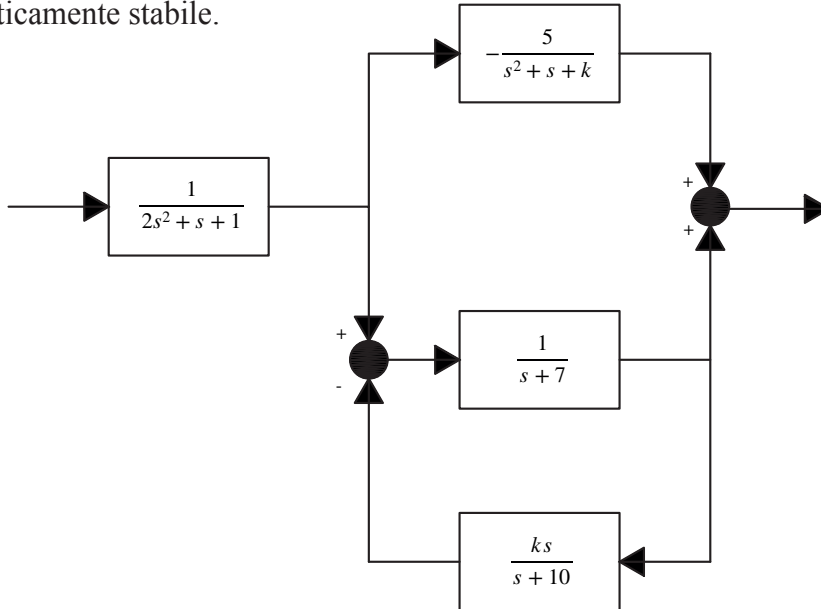 ticamente stabile.
− 5 / (s² + s + k)
1 / (2s² + s + 1)
+
+
+
1 / (s + 7)
-
ks / (s + 10)